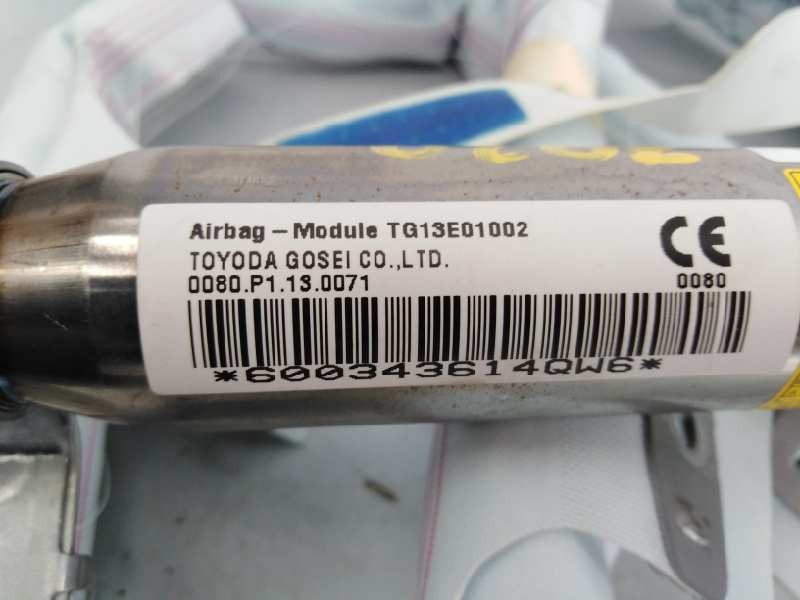 Airbag - Module TG13E01002
TOYODA GOSEI CO.,LTD.
0080.P1.13.0071
CE
0080
*600343614QW6*